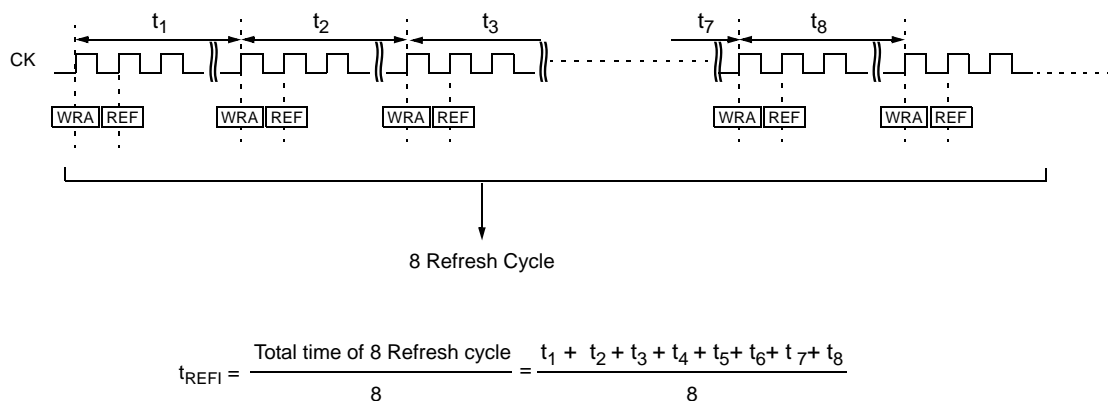 t1 t2 t3 t7 t8
CK
WRA REF WRA REF WRA REF WRA REF WRA REF
8 Refresh Cycle
tREFI = Total time of 8 Refresh cycle / 8 = t1 + t2 + t3 + t4 + t5 + t6 + t7 + t8 / 8